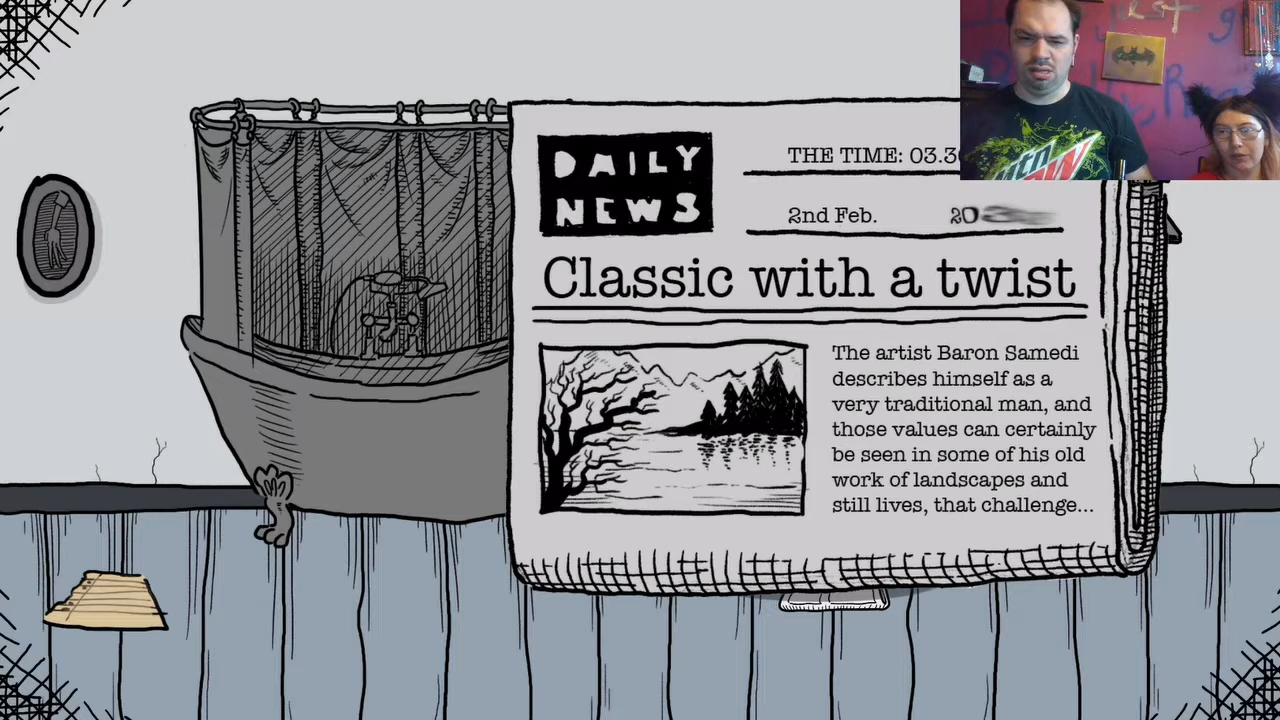 DAILY
NEWS
THE TIME: 03.3
2nd Feb. 20
Classic with a twist
The artist Baron Samedi
describes himself as a
very traditional man, and
those values can certainly
be seen in some of his old
work of landscapes and
still lives, that challenge...